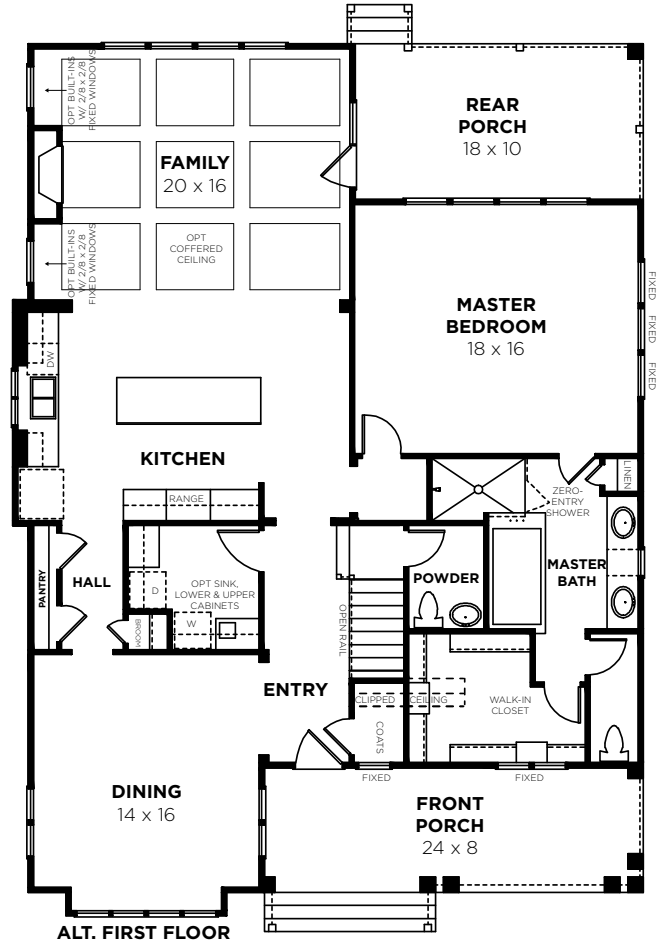 OPT BUILT-INS
W/ 2/8 x 2/8
FIXED WINDOWS
FAMILY
20 x 16
REAR
PORCH
18 x 10
OPT BUILT-INS
W/ 2/8 x 2/8
FIXED WINDOWS
OPT
COFFERED
CEILING
MASTER
BEDROOM
18 x 16
FIXED
FIXED
FIXED
DW
KITCHEN
RANGE
LINEN
ZERO-
ENTRY
SHOWER
PANTRY
HALL
D
OPT SINK,
LOWER & UPPER
CABINETS
W
BROOM
OPEN RAIL
POWDER
MASTER
BATH
ENTRY
CLIPPED
CEILING
WALK-IN
CLOSET
COATS
FIXED
FIXED
DINING
14 x 16
FRONT
PORCH
24 x 8
ALT. FIRST FLOOR